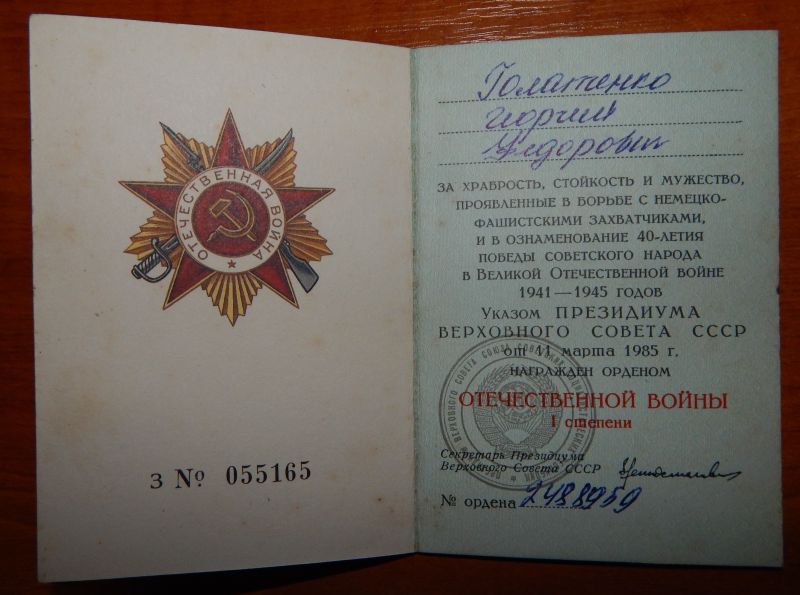 ОТЕЧЕСТВЕННАЯ ВОЙНА
З № 055165
Георгий
Федорович
ЗА ХРАБРОСТЬ, СТОЙКОСТЬ И МУЖЕСТВО,
ПРОЯВЛЕННЫЕ В БОРЬБЕ С НЕМЕЦКО-
ФАШИСТСКИМИ ЗАХВАТЧИКАМИ,
И В ОЗНАМЕНОВАНИЕ 40-ЛЕТИЯ
ПОБЕДЫ СОВЕТСКОГО НАРОДА
В ВЕЛИКОЙ ОТЕЧЕСТВЕННОЙ ВОЙНЕ
1941—1945 ГОДОВ
УКАЗОМ ПРЕЗИДИУМА
ВЕРХОВНОГО СОВЕТА СССР
от 11 марта 1985 г.
НАГРАЖДЕН ОРДЕНОМ
ОТЕЧЕСТВЕННОЙ ВОЙНЫ
I степени
Секретарь Президиума
Верховного Совета СССР
№ ордена 2488959